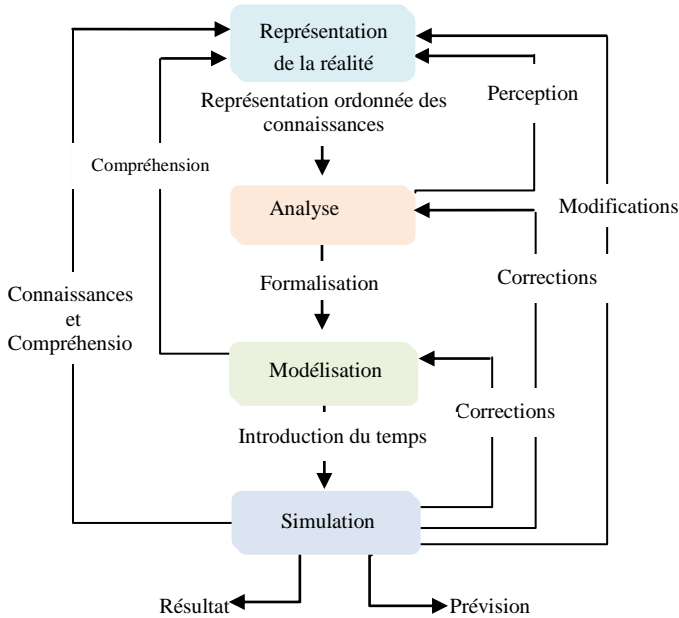 Représentation
de la réalité
Représentation ordonnée des
connaissances
Perception
Compréhension
Analyse
Modifications
Formalisation
Corrections
Connaissances
et
Compréhensio
Modélisation
Corrections
Introduction du temps
Simulation
Résultat
Prévision